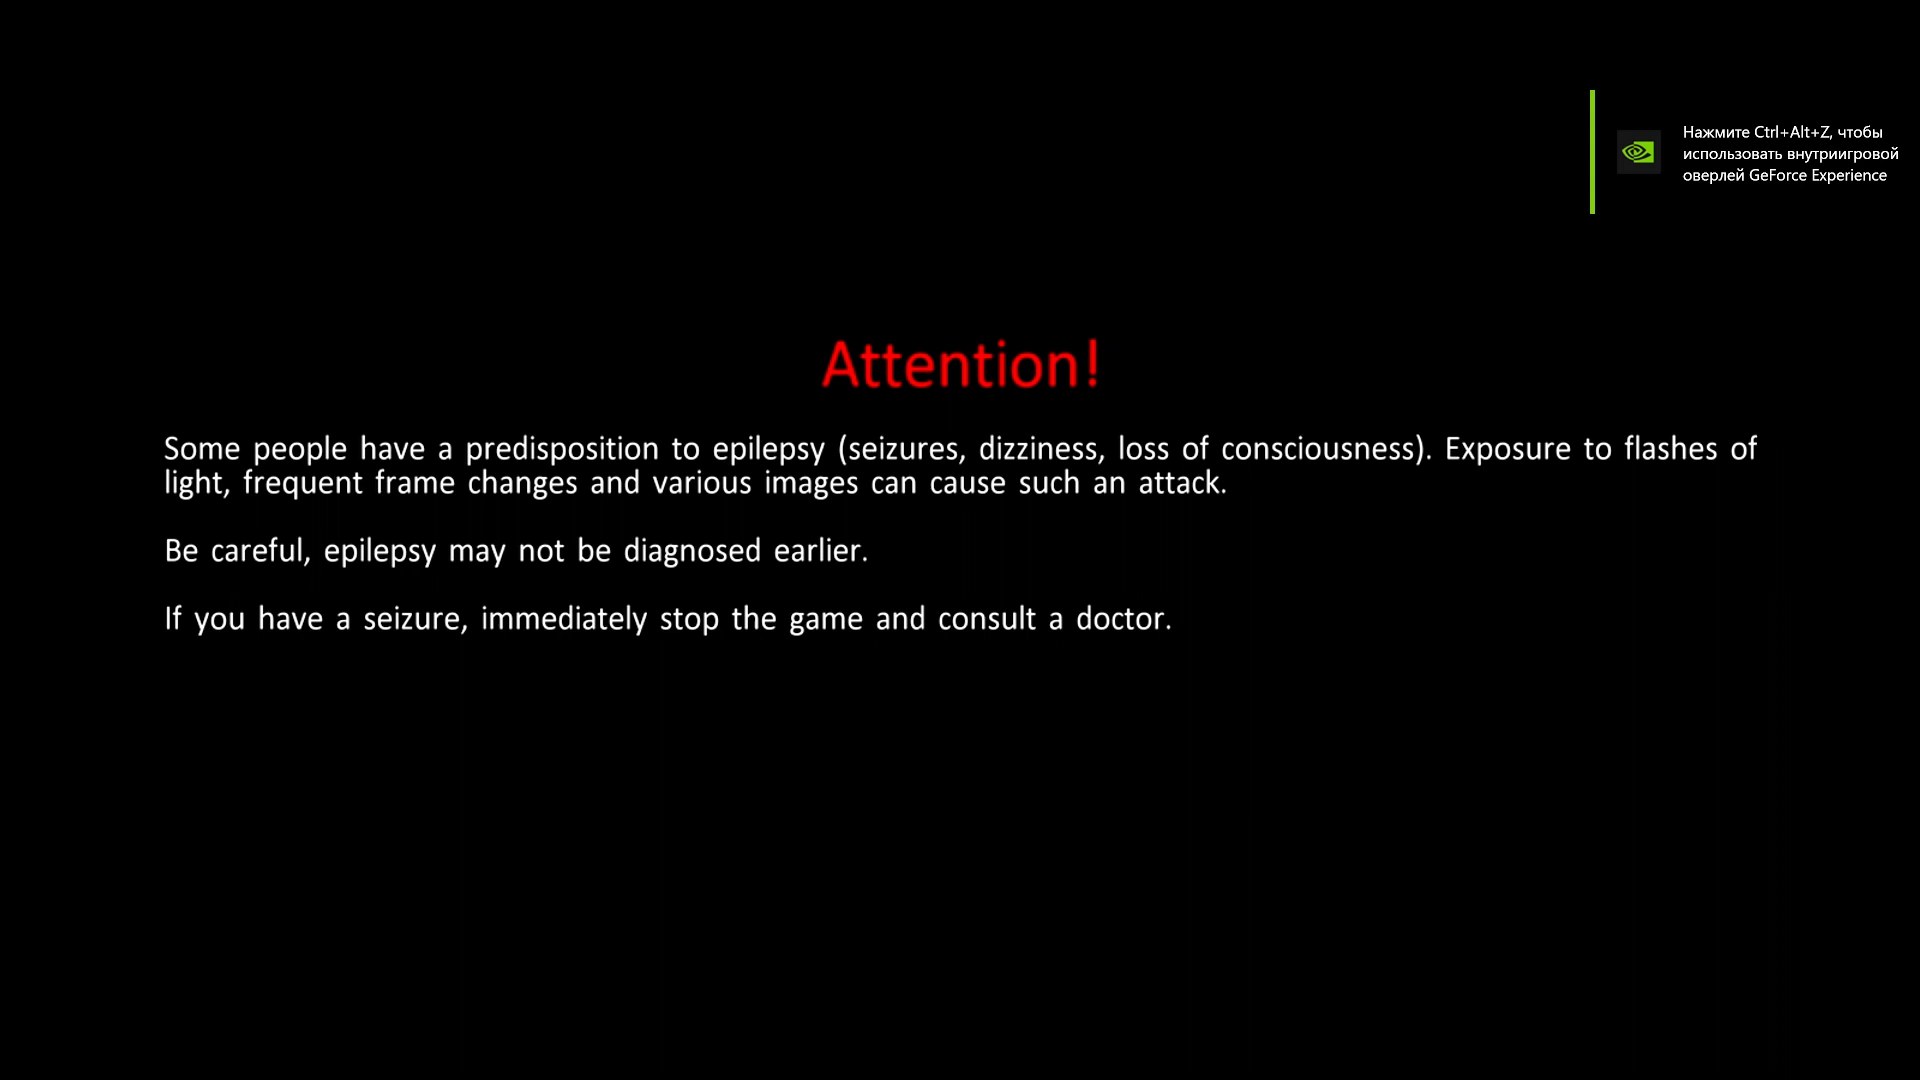 Нажмите Ctrl+Alt+Z, чтобы
использовать внутриигровой
оверлей GeForce Experience
Attention!
Some people have a predisposition to epilepsy (seizures, dizziness, loss of consciousness). Exposure to flashes of
light, frequent frame changes and various images can cause such an attack.
Be careful, epilepsy may not be diagnosed earlier.
If you have a seizure, immediately stop the game and consult a doctor.